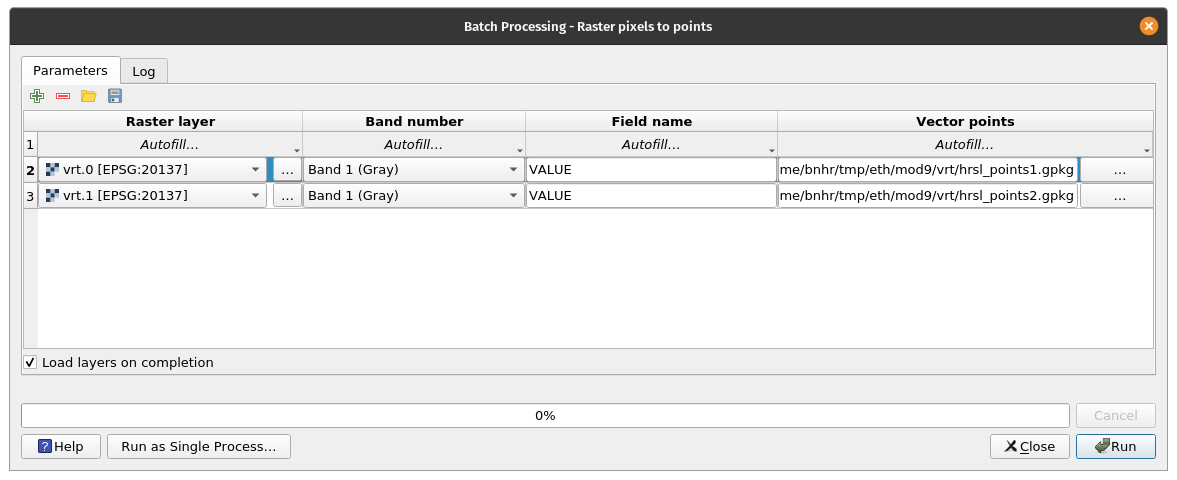 Batch Processing - Raster pixels to points
Parameters Log
Raster layer Band number Field name Vector points
1 Autofill... Autofill... Autofill... Autofill...
2 vrt.0 [EPSG:20137] ... Band 1 (Gray) VALUE me/bnhr/tmp/eth/mod9/vrt/hrsl_points1.gpkg ...
3 vrt.1 [EPSG:20137] ... Band 1 (Gray) VALUE me/bnhr/tmp/eth/mod9/vrt/hrsl_points2.gpkg ...
Load layers on completion
0% Cancel
Help Run as Single Process... Close Run